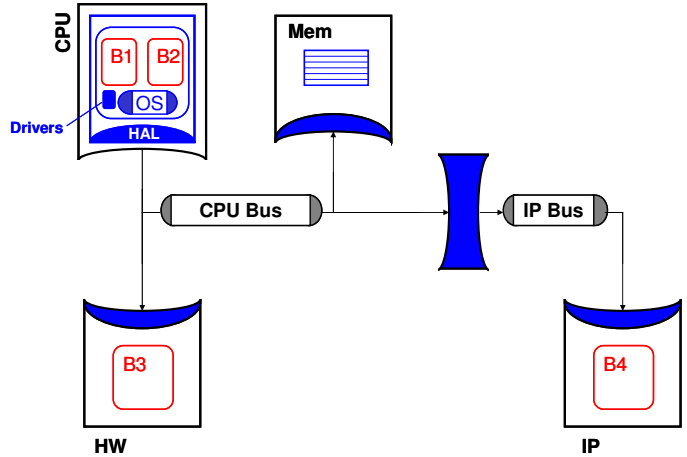 CPU
B1
B2
OS
Drivers
HAL
Mem
CPU Bus
IP Bus
B3
B4
HW
IP